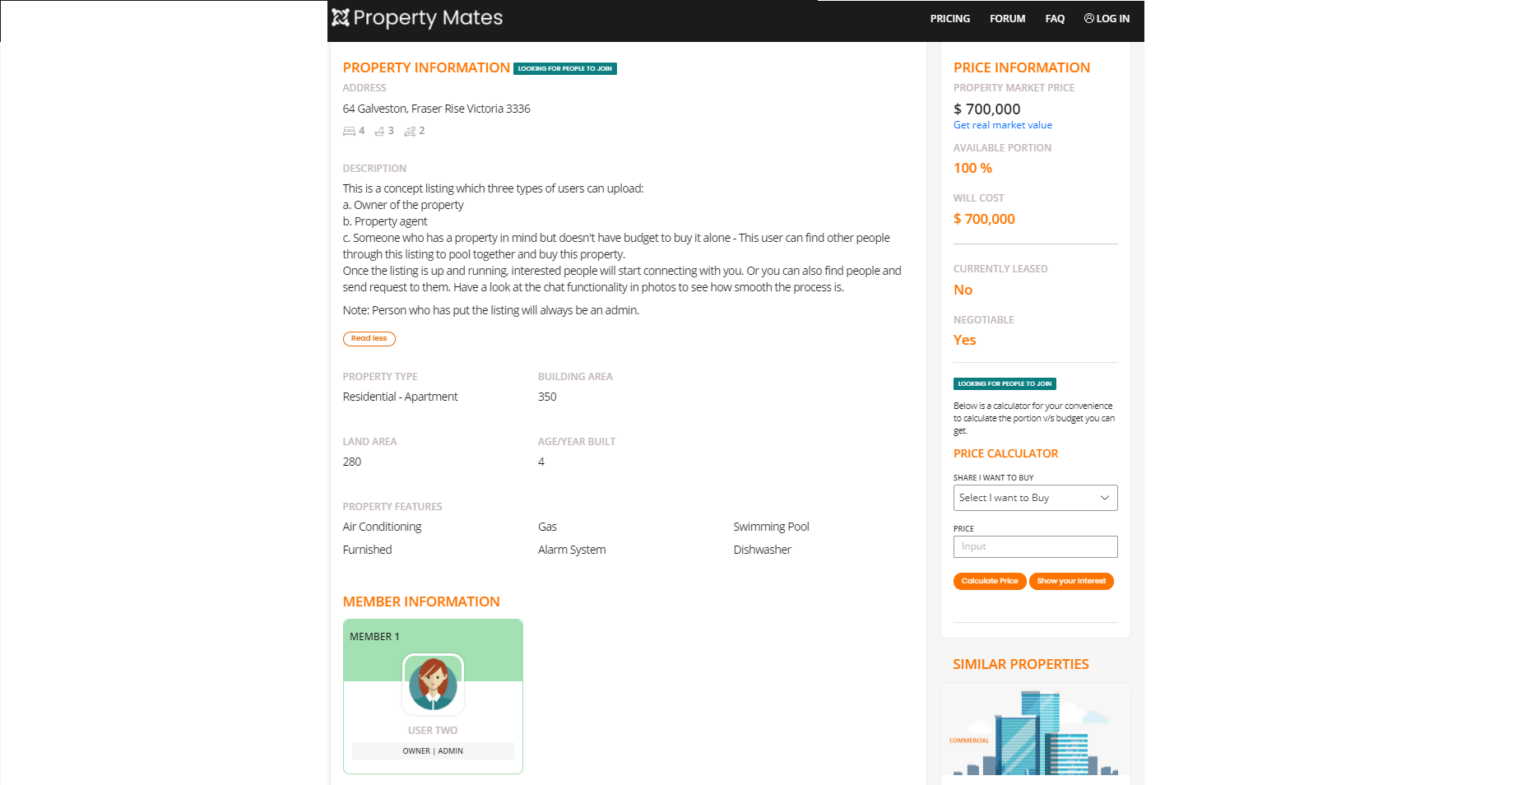 Property Mates
PRICING FORUM FAQ LOG IN
PROPERTY INFORMATION LOOKING FOR PEOPLE TO JOIN
ADDRESS
64 Galveston, Fraser Rise Victoria 3336
4 3 2
DESCRIPTION
This is a concept listing which three types of users can upload:
a. Owner of the property
b. Property agent
c. Someone who has a property in mind but doesn't have budget to buy it alone - This user can find other people
through this listing to pool together and buy this property.
Once the listing is up and running, interested people will start connecting with you. Or you can also find people and
send request to them. Have a look at the chat functionality in photos to see how smooth the process is.
Note: Person who has put the listing will always be an admin.
Read less
PROPERTY TYPE BUILDING AREA
Residential - Apartment 350
LAND AREA AGE/YEAR BUILT
280 4
PROPERTY FEATURES
Air Conditioning Gas Swimming Pool
Furnished Alarm System Dishwasher
MEMBER INFORMATION
MEMBER 1
USER TWO
OWNER | ADMIN
PRICE INFORMATION
PROPERTY MARKET PRICE
$ 700,000
Get real market value
AVAILABLE PORTION
100 %
WILL COST
$ 700,000
CURRENTLY LEASED
No
NEGOTIABLE
Yes
LOOKING FOR PEOPLE TO JOIN
Below is a calculator for your convenience
to calculate the portion v/s budget you can
get.
PRICE CALCULATOR
SHARE I WANT TO BUY
Select I want to Buy
PRICE
Input
Calculate Price Show your interest
SIMILAR PROPERTIES
COMMERCIAL